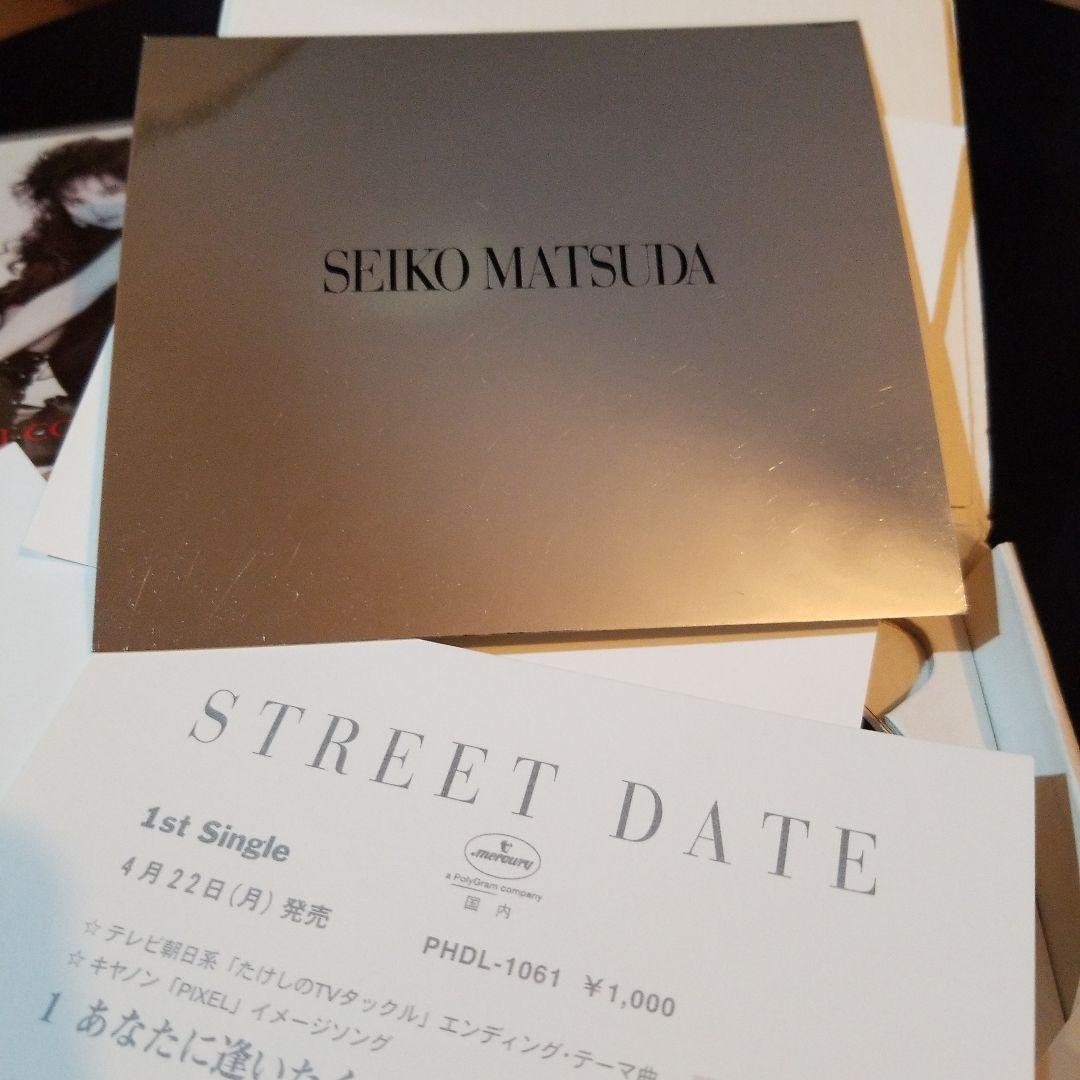 SEIKO MATSUDA
STREET DATE
1st Single
4月22日(月)発売
mercury
a PolyGram company
国内
PHDL-1061 ¥1,000
☆テレビ朝日系「たけしのTVタックル」エンディング・テーマ曲
☆キヤノン「PIXEL」イメージソング
1 あなたに逢いた